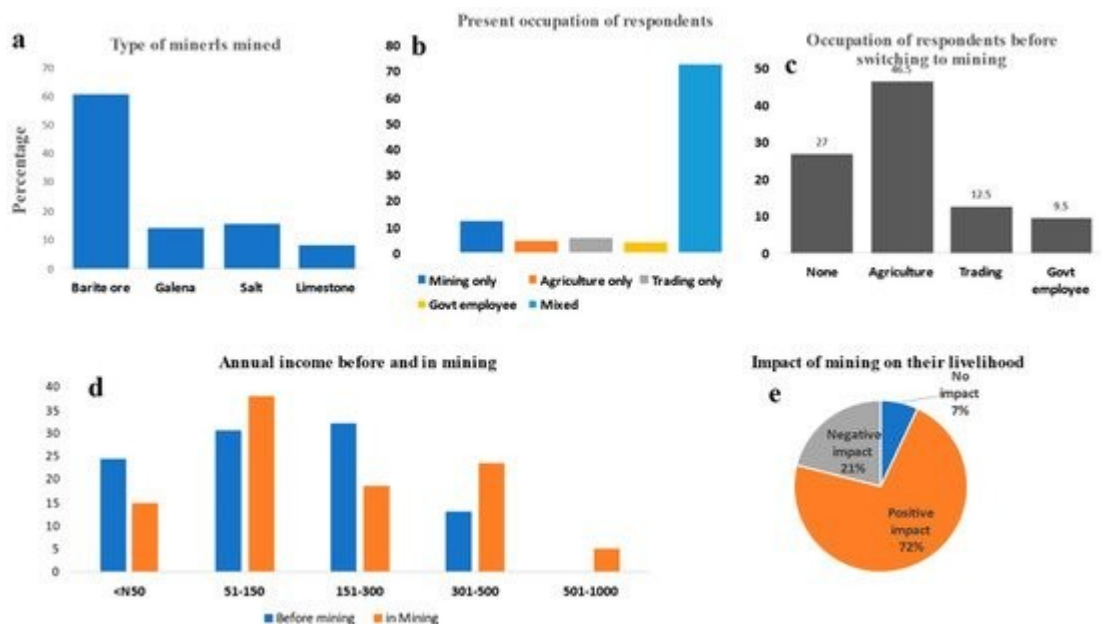 a
Type of minerls mined
Percentage
70
60
50
40
30
20
10
0
Barite ore Galena Salt Limestone
Present occupation of respondents
b
80
70
60
50
40
30
20
10
0
Mining only Agriculture only Trading only
Govt employee Mixed
Occupation of respondents before
switching to mining
c
50
40
30
20
10
0
27
46.5
12.5
9.5
None Agriculture Trading Govt
employee
Annual income before and in mining
d
40
35
30
25
20
15
10
5
0
<N50 51-150 151-300 301-500 501-1000
Before mining in Mining
Impact of mining on their livelihood
e
No
impact
7%
Negative
impact
21%
Positive
impact
72%